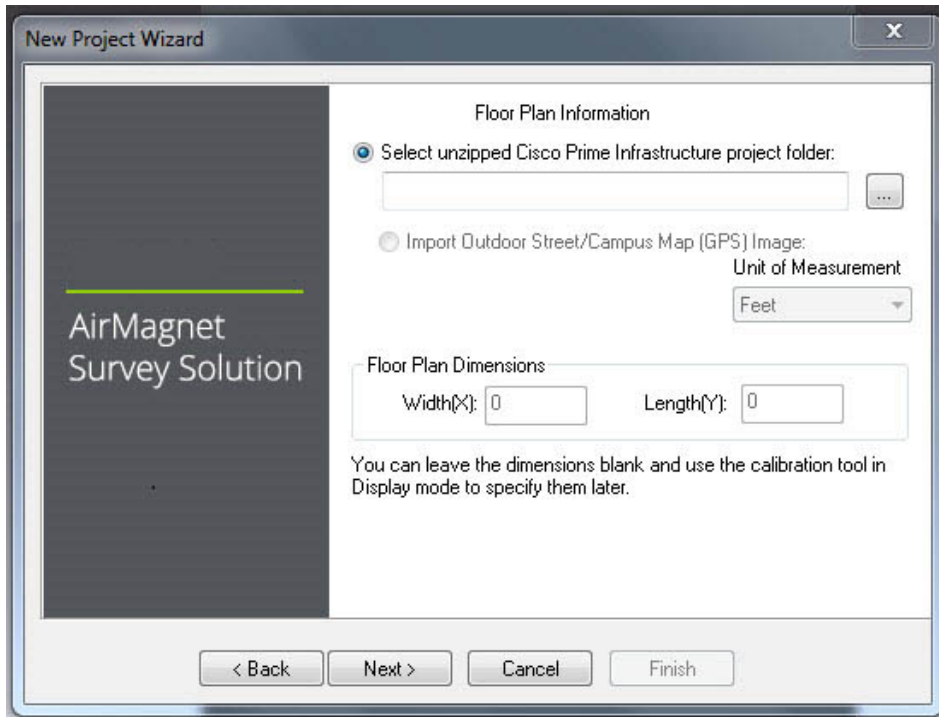 New Project Wizard
x
Floor Plan Information
Select unzipped Cisco Prime Infrastructure project folder:
...
Import Outdoor Street/Campus Map (GPS) Image:
Unit of Measurement
Feet
AirMagnet
Survey Solution
Floor Plan Dimensions
Width(X): 0 Length(Y): 0
You can leave the dimensions blank and use the calibration tool in
Display mode to specify them later.
< Back Next > Cancel Finish